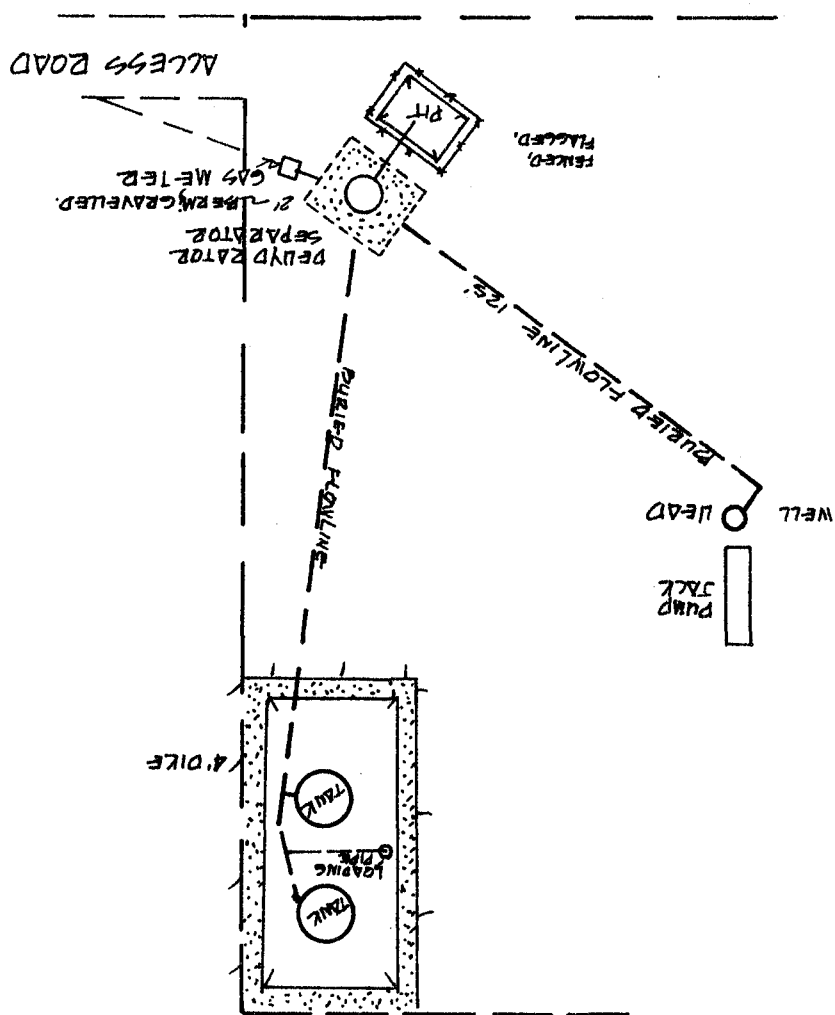 TANK
LOADING
PIPE
TANK
4' DIKE
PUMP
JACK
WELL HEAD
BURIED FLOWLINE
BURIED FLOWLINE 125'
DEHYDRATOR
SEPARATOR
2' BERM, GRAVELLED.
GAS METER
FENCED,
FLAGGED,
PIT
ACCESS ROAD